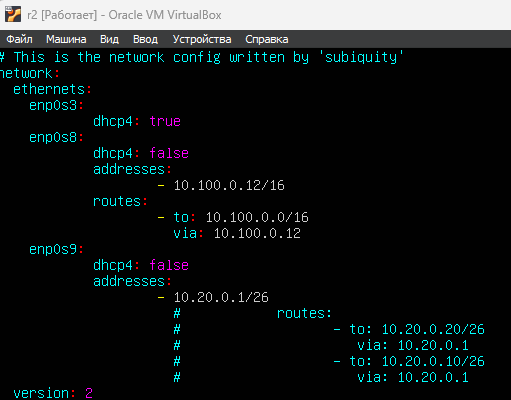 r2 [Работает] - Oracle VM VirtualBox
Файл Машина Вид Ввод Устройства Справка
# This is the network config written by 'subiquity'
network:
  ethernets:
    enp0s3:
            dhcp4: true
    enp0s8:
            dhcp4: false
            addresses:
                    - 10.100.0.12/16
            routes:
                    - to: 10.100.0.0/16
                      via: 10.100.0.12
    enp0s9:
            dhcp4: false
            addresses:
                    - 10.20.0.1/26
                      #            routes:
                      #                   - to: 10.20.0.20/26
                      #                      via: 10.20.0.1
                      #                   - to: 10.20.0.10/26
                      #                      via: 10.20.0.1
  version: 2